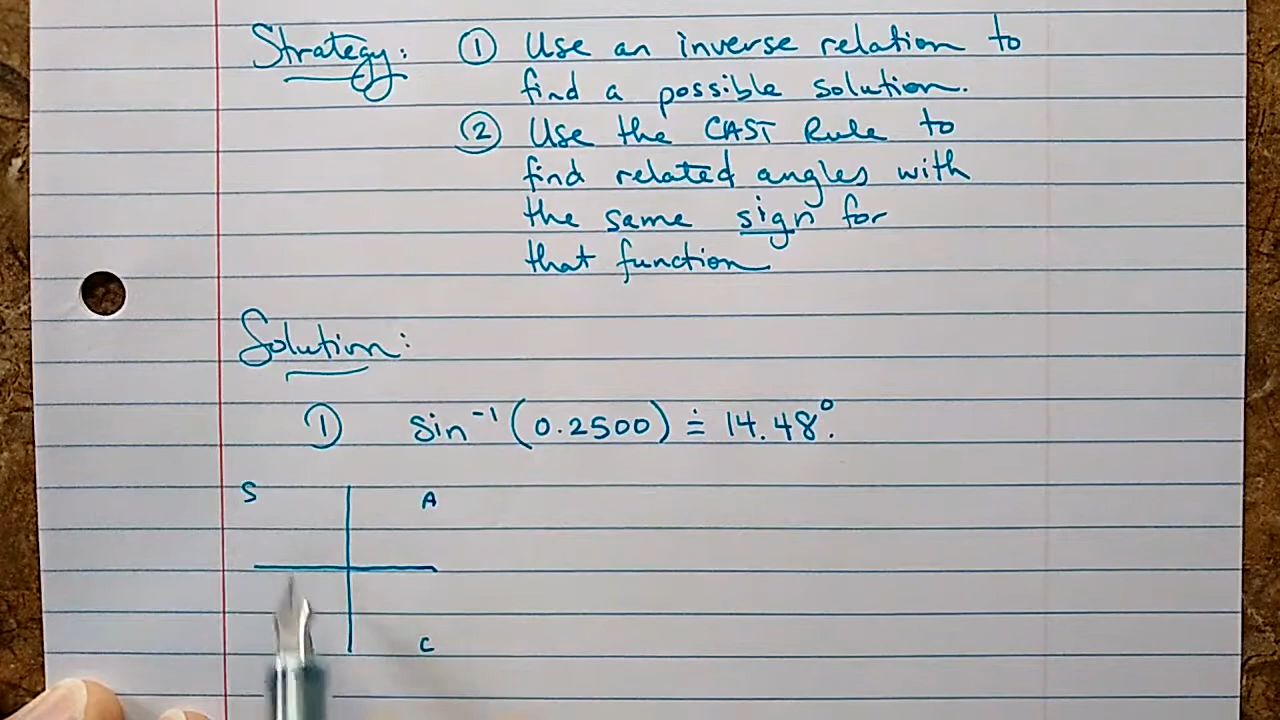 Strategy: ① Use an inverse relation to
find a possible solution.
② Use the CAST Rule to
find related angles with
the same sign for
that function
Solution:
① sin⁻¹(0.2500) ≐ 14.48°.
S A
C